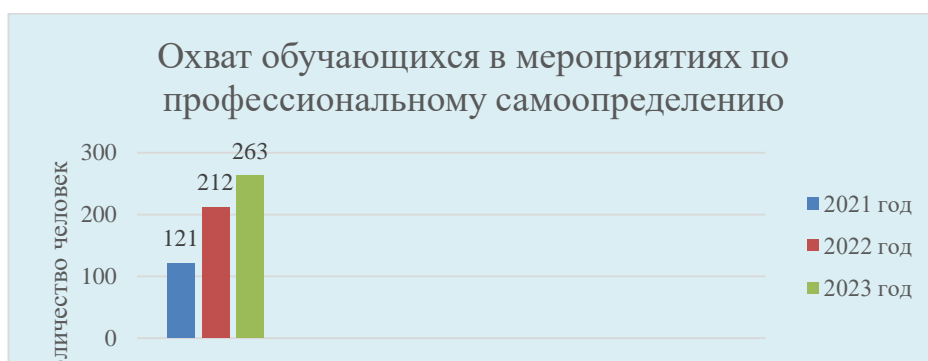 Охват обучающихся в мероприятиях по
профессиональному самоопределению
300
263
212
200
121
100
0
человек
2021 год
2022 год
2023 год